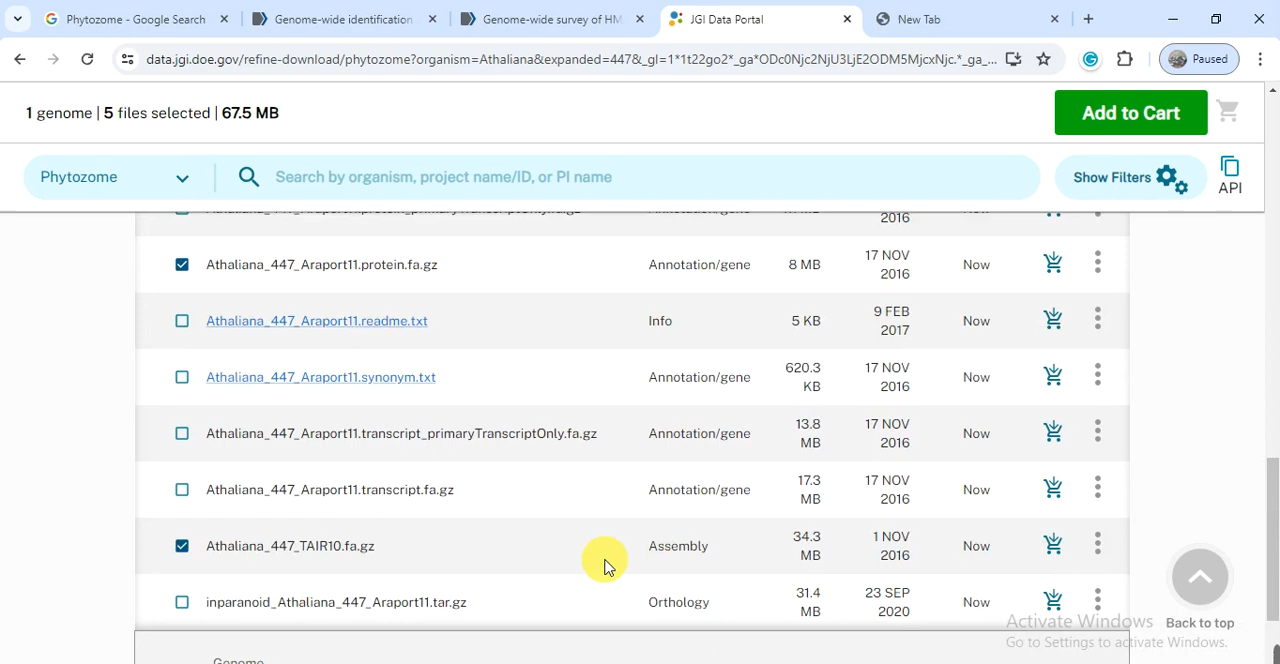 Phytozome - Google Search
Genome-wide identification
Genome-wide survey of HM
JGI Data Portal
New Tab
data.jgi.doe.gov/refine-download/phytozome?organism=Athaliana&expanded=447&_gl=1*1t22go2*_ga*ODc0Njc2NjU3LjE2ODM5MjcxNjc.*_ga_...
Paused
1 genome | 5 files selected | 67.5 MB
Add to Cart
Phytozome
Search by organism, project name/ID, or PI name
Show Filters
API
2016
Athaliana_447_Araport11.protein.fa.gz Annotation/gene 8 MB 17 NOV 2016 Now
Athaliana_447_Araport11.readme.txt Info 5 KB 9 FEB 2017 Now
Athaliana_447_Araport11.synonym.txt Annotation/gene 620.3 KB 17 NOV 2016 Now
Athaliana_447_Araport11.transcript_primaryTranscriptOnly.fa.gz Annotation/gene 13.8 MB 17 NOV 2016 Now
Athaliana_447_Araport11.transcript.fa.gz Annotation/gene 17.3 MB 17 NOV 2016 Now
Athaliana_447_TAIR10.fa.gz Assembly 34.3 MB 1 NOV 2016 Now
inparanoid_Athaliana_447_Araport11.tar.gz Orthology 31.4 MB 23 SEP 2020 Now
Back to top
Activate Windows
Go to Settings to activate Windows.
Genome